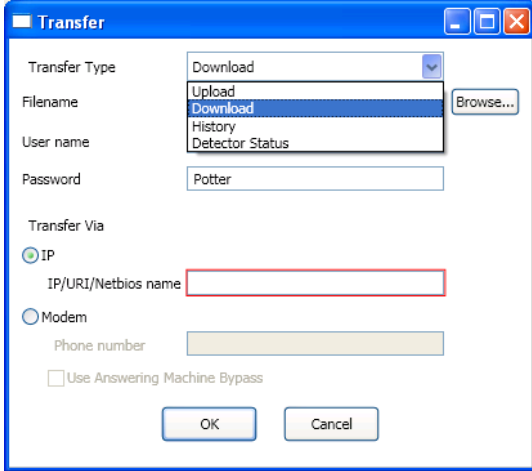 Transfer
Transfer Type Download
Upload
Filename Download Browse...
History
User name Detector Status
Password Potter
Transfer Via
IP
IP/URI/Netbios name
Modem
Phone number
Use Answering Machine Bypass
OK Cancel